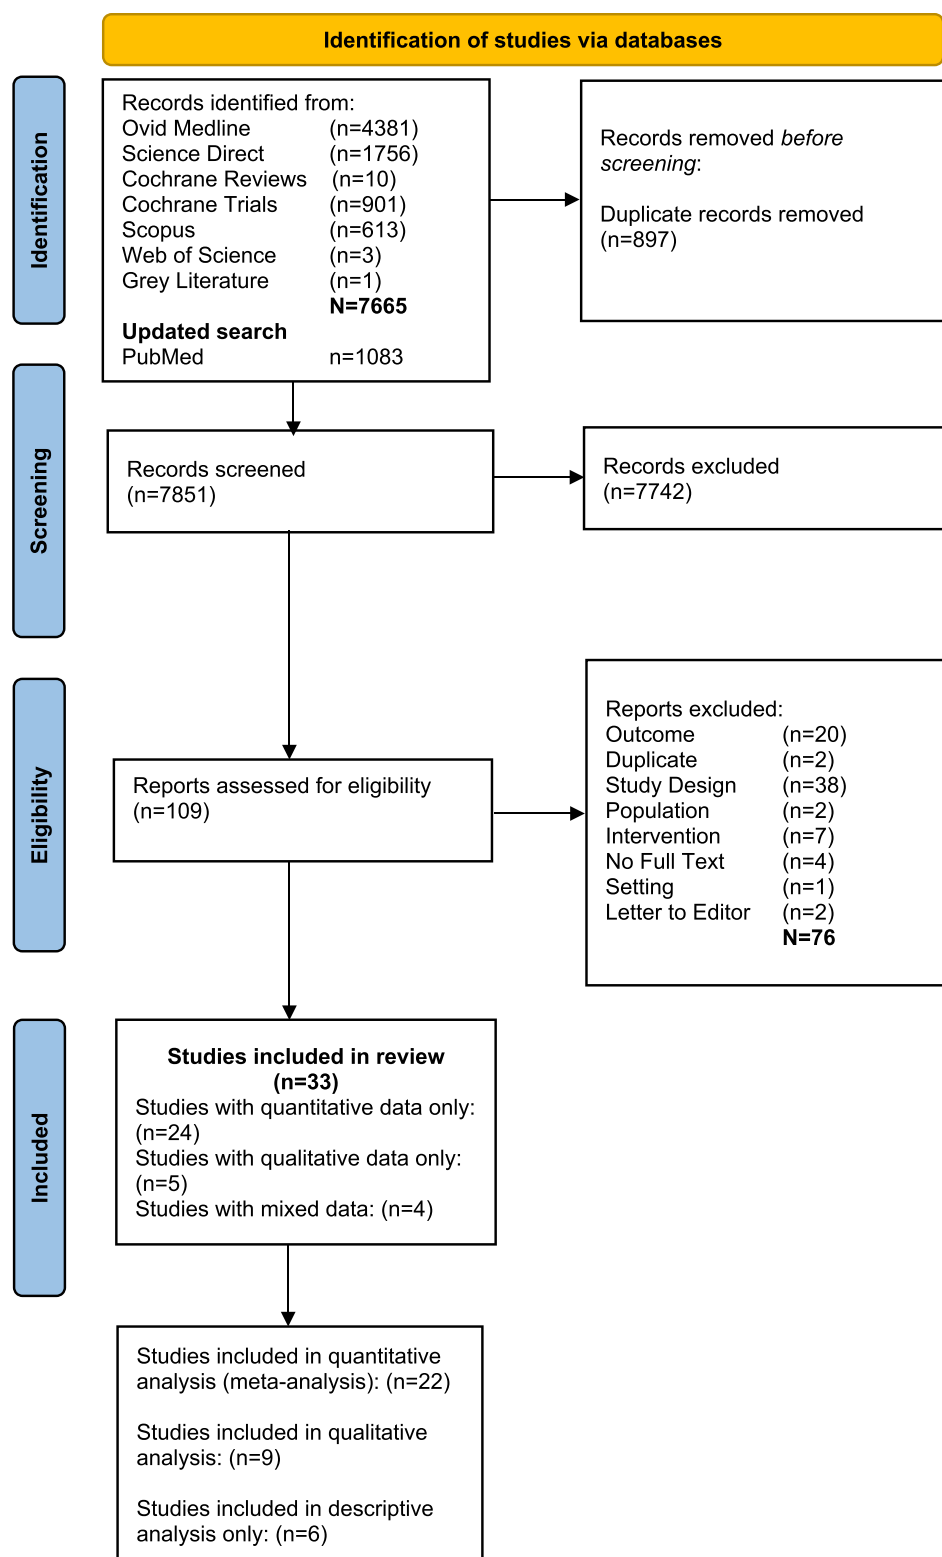 Identification of studies via databases
Identification
Records identified from:
Ovid Medline (n=4381)
Science Direct (n=1756)
Cochrane Reviews (n=10)
Cochrane Trials (n=901)
Scopus (n=613)
Web of Science (n=3)
Grey Literature (n=1)
N=7665
Updated search
PubMed n=1083
Records removed before
screening:
Duplicate records removed
(n=897)
Screening
Records screened
(n=7851)
Records excluded
(n=7742)
Eligibility
Reports assessed for eligibility
(n=109)
Reports excluded:
Outcome (n=20)
Duplicate (n=2)
Study Design (n=38)
Population (n=2)
Intervention (n=7)
No Full Text (n=4)
Setting (n=1)
Letter to Editor (n=2)
N=76
Included
Studies included in review
(n=33)
Studies with quantitative data only:
(n=24)
Studies with qualitative data only:
(n=5)
Studies with mixed data: (n=4)
Studies included in quantitative
analysis (meta-analysis): (n=22)
Studies included in qualitative
analysis: (n=9)
Studies included in descriptive
analysis only: (n=6)